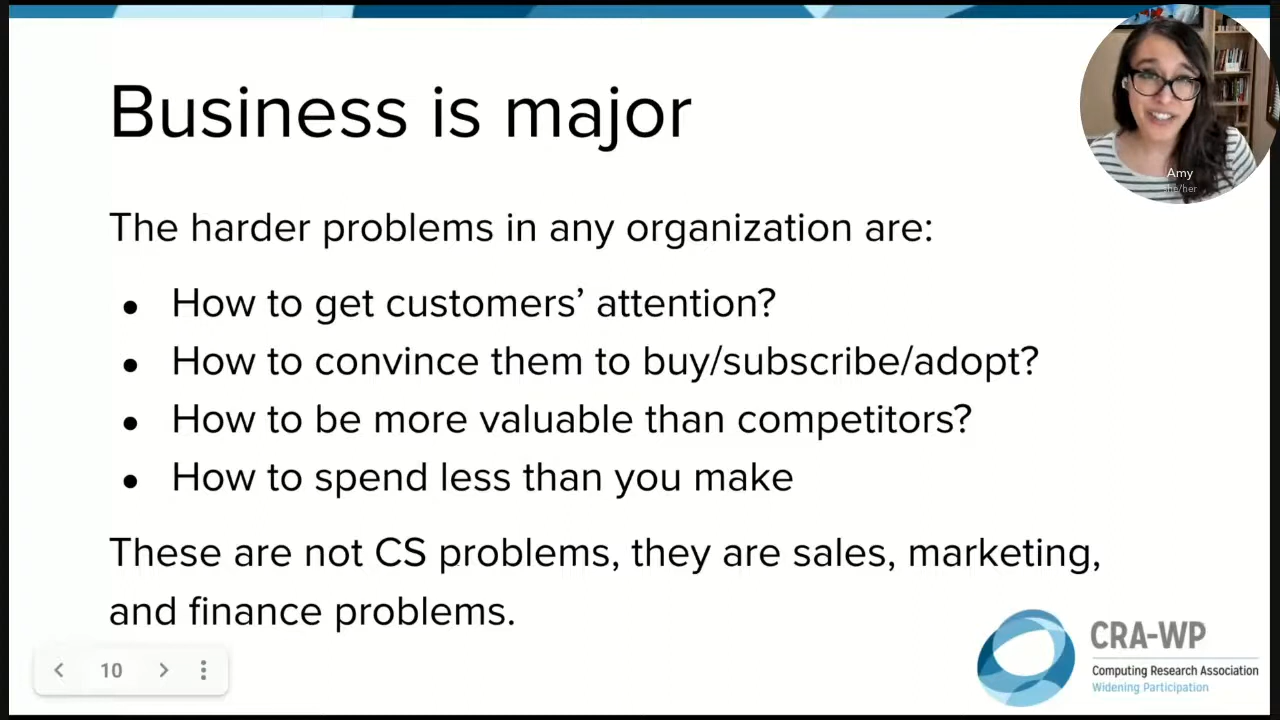 Business is major
Amy
she/her
The harder problems in any organization are:
● How to get customers’ attention?
● How to convince them to buy/subscribe/adopt?
● How to be more valuable than competitors?
● How to spend less than you make
These are not CS problems, they are sales, marketing,
and finance problems.
10
CRA-WP
Computing Research Association
Widening Participation